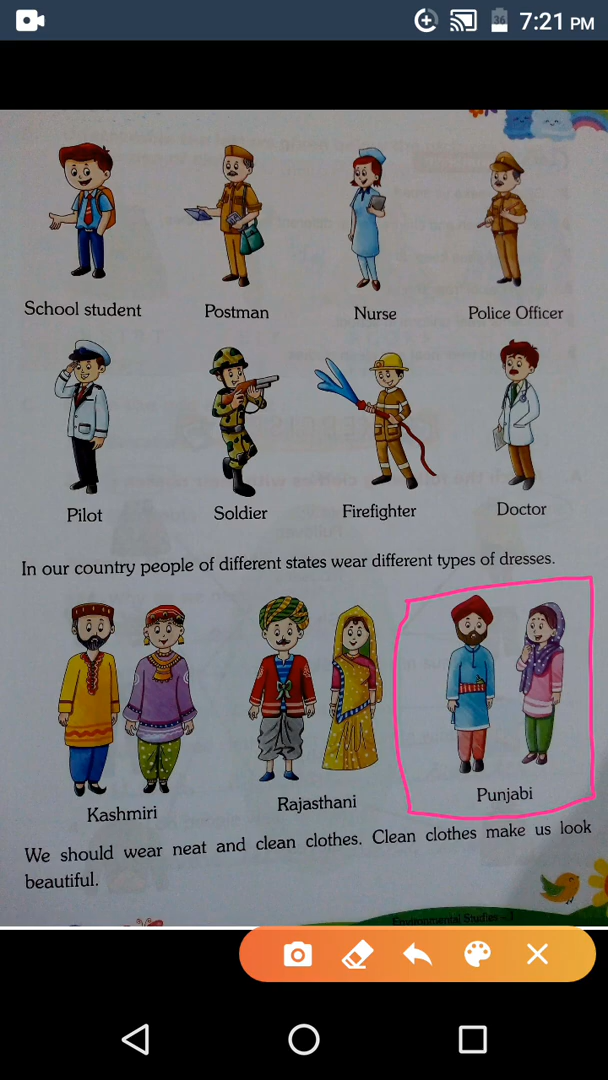 36 7:21 PM
School student Postman Nurse Police Officer
Pilot Soldier Firefighter Doctor
In our country people of different states wear different types of dresses.
Kashmiri Rajasthani Punjabi
We should wear neat and clean clothes. Clean clothes make us look
beautiful.
Environmental Studies - 1